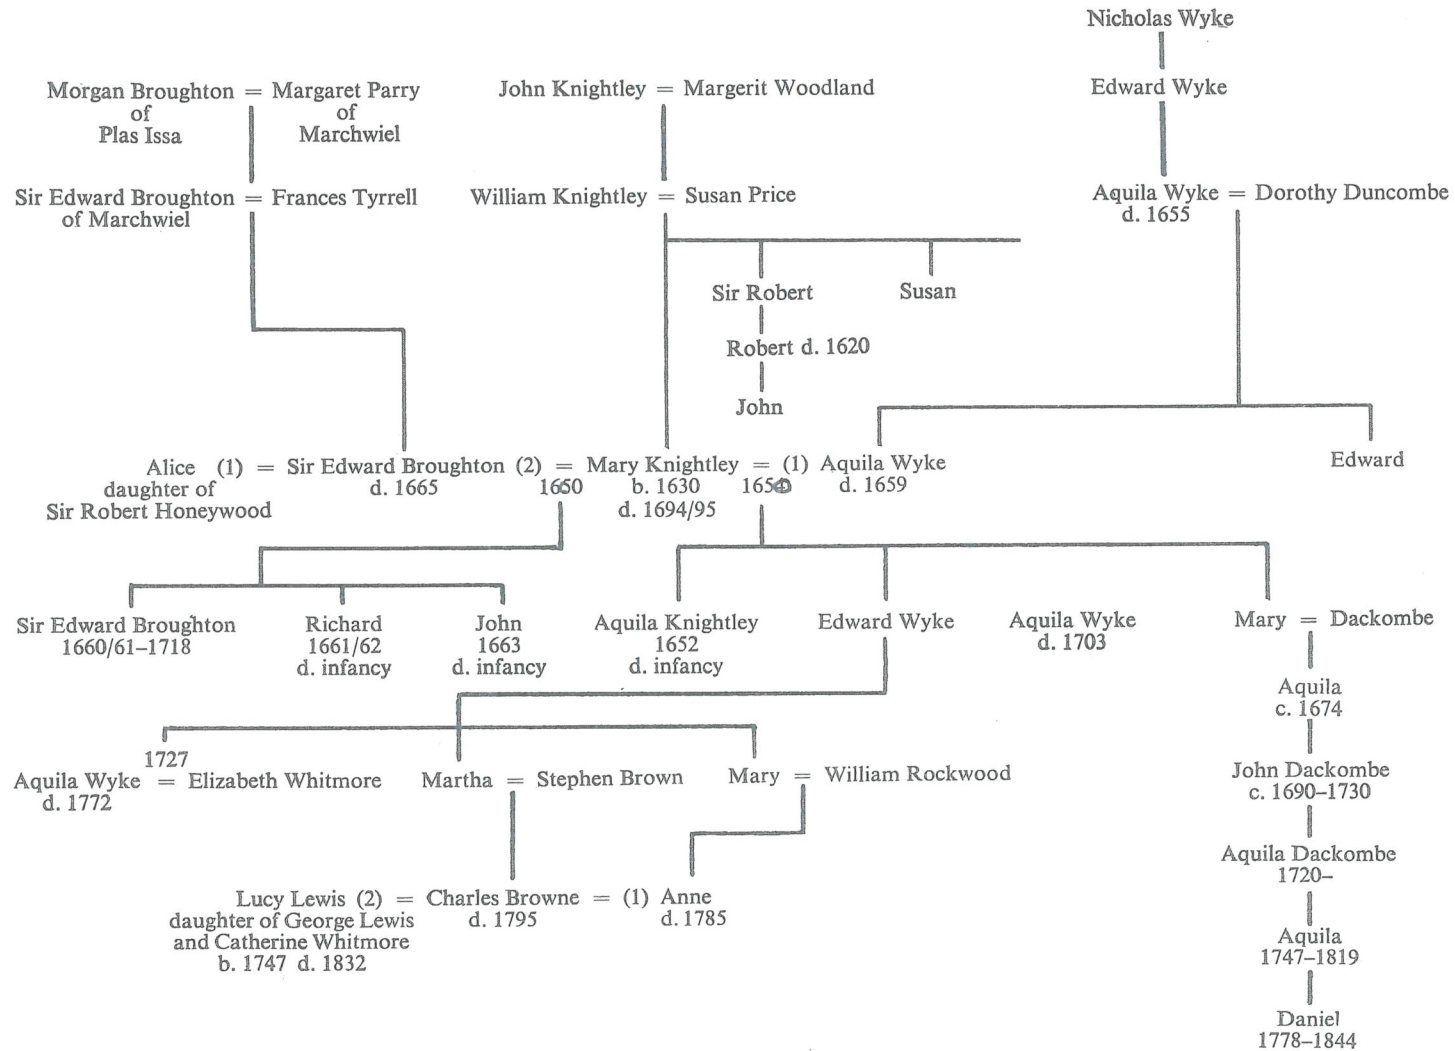 Nicholas Wyke
Morgan Broughton = Margaret Parry
of of
Plas Issa Marchwiel
John Knightley = Margerit Woodland
Edward Wyke
Sir Edward Broughton = Frances Tyrrell
of Marchwiel
William Knightley = Susan Price
Aquila Wyke = Dorothy Duncombe
d. 1655
Sir Robert Susan
Robert d. 1620
John
Alice (1) = Sir Edward Broughton (2) = Mary Knightley = (1) Aquila Wyke
daughter of d. 1665 b. 1630 d. 1659
Sir Robert Honeywood d. 1694/95
Edward
Sir Edward Broughton
1660/61–1718
Richard
1661/62
d. infancy
John
1663
d. infancy
Aquila Knightley
1652
d. infancy
Edward Wyke
Aquila Wyke
d. 1703
Mary = Dackombe
Aquila
c. 1674
1727
Aquila Wyke = Elizabeth Whitmore
d. 1772
Martha = Stephen Brown
Mary = William Rockwood
John Dackombe
c. 1690–1730
Aquila Dackombe
1720–
Lucy Lewis (2) = Charles Browne = (1) Anne
daughter of George Lewis d. 1795 d. 1785
and Catherine Whitmore
b. 1747 d. 1832
Aquila
1747–1819
Daniel
1778–1844